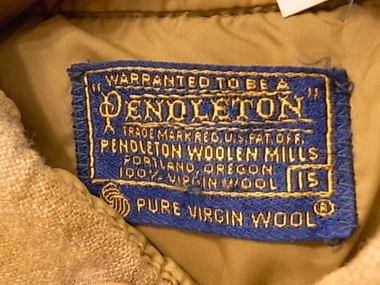 WARRANTED TO BE A
"PENDLETON"
TRADE MARK REG. U.S. PAT. OFF.
PENDLETON WOOLEN MILLS
PORTLAND, OREGON
100% VIRGIN WOOL 15
PURE VIRGIN WOOL®